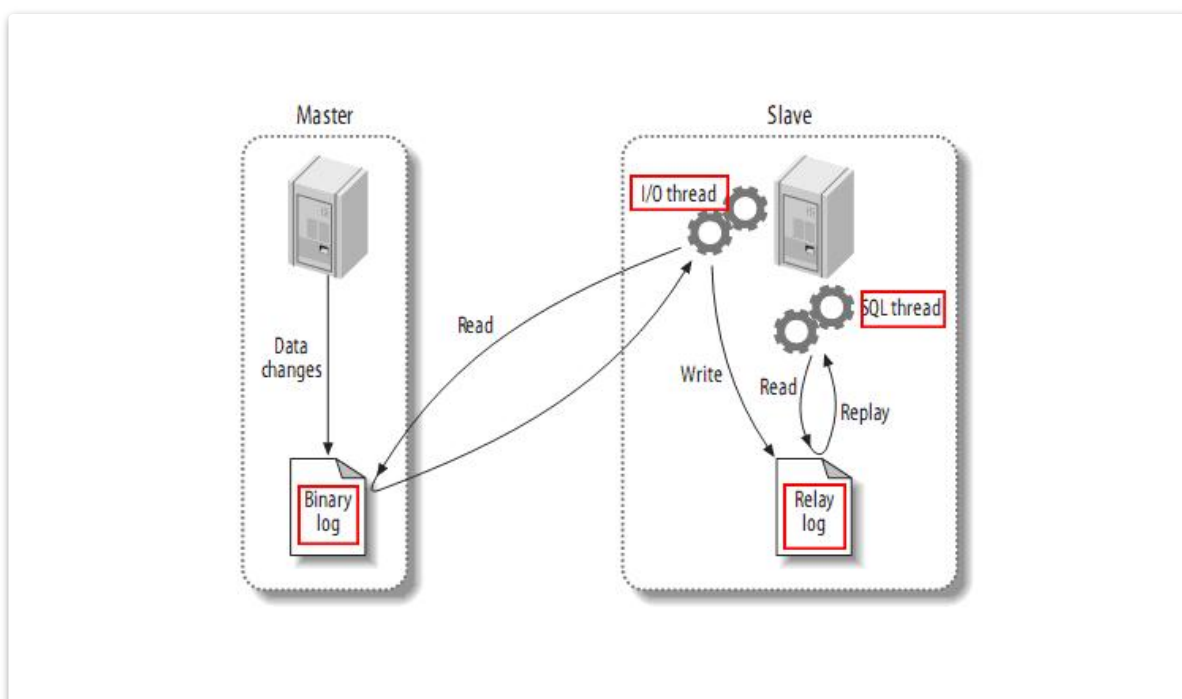 Master
Slave
I/O thread
SQL thread
Read
Data
changes
Write
Read
Replay
Binary
log
Relay
log